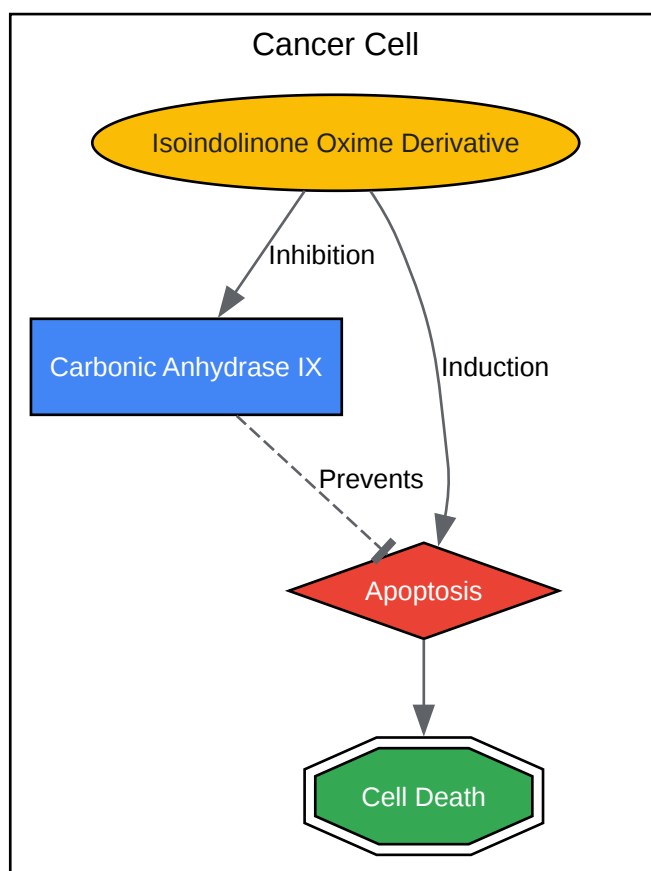 Cancer Cell
Isoindolinone Oxime Derivative
Inhibition
Carbonic Anhydrase IX
Induction
Prevents
Apoptosis
Cell Death